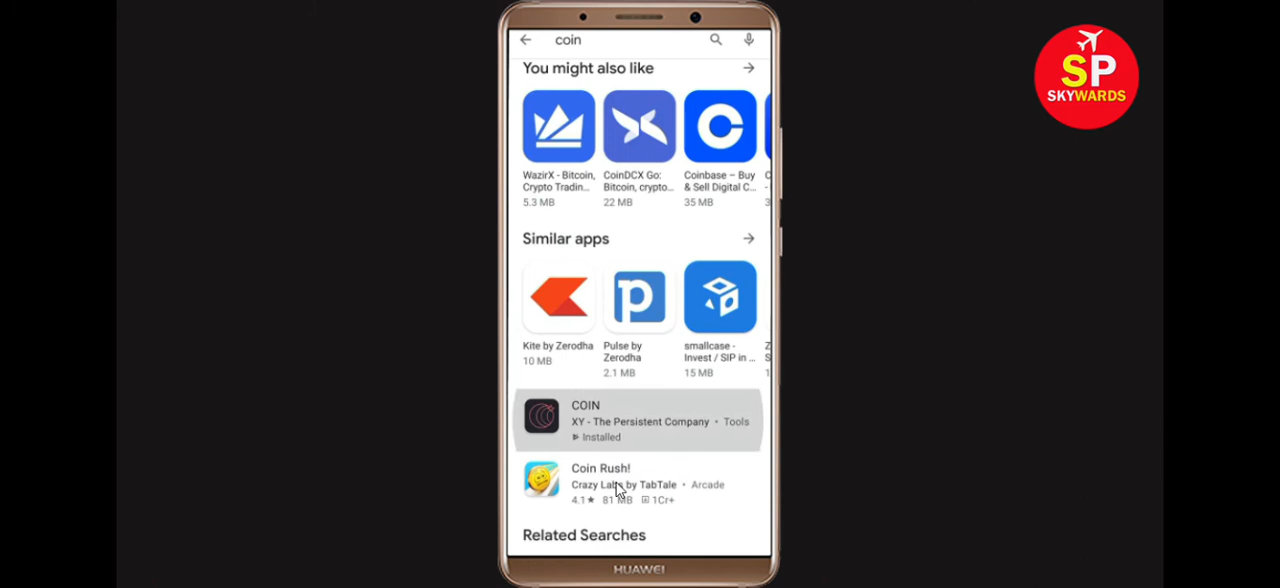 coin
SP
SKYWARDS
You might also like
WazirX - Bitcoin,
Crypto Tradin...
5.3 MB
CoinDCX Go:
Bitcoin, crypto...
22 MB
Coinbase – Buy
& Sell Digital C...
35 MB
Similar apps
Kite by Zerodha
10 MB
Pulse by
Zerodha
2.1 MB
smallcase -
Invest / SIP in ...
15 MB
COIN
XY - The Persistent Company • Tools
Installed
Coin Rush!
Crazy Labs by TabTale • Arcade
4.1★ 81 MB 1Cr+
Related Searches
HUAWEI